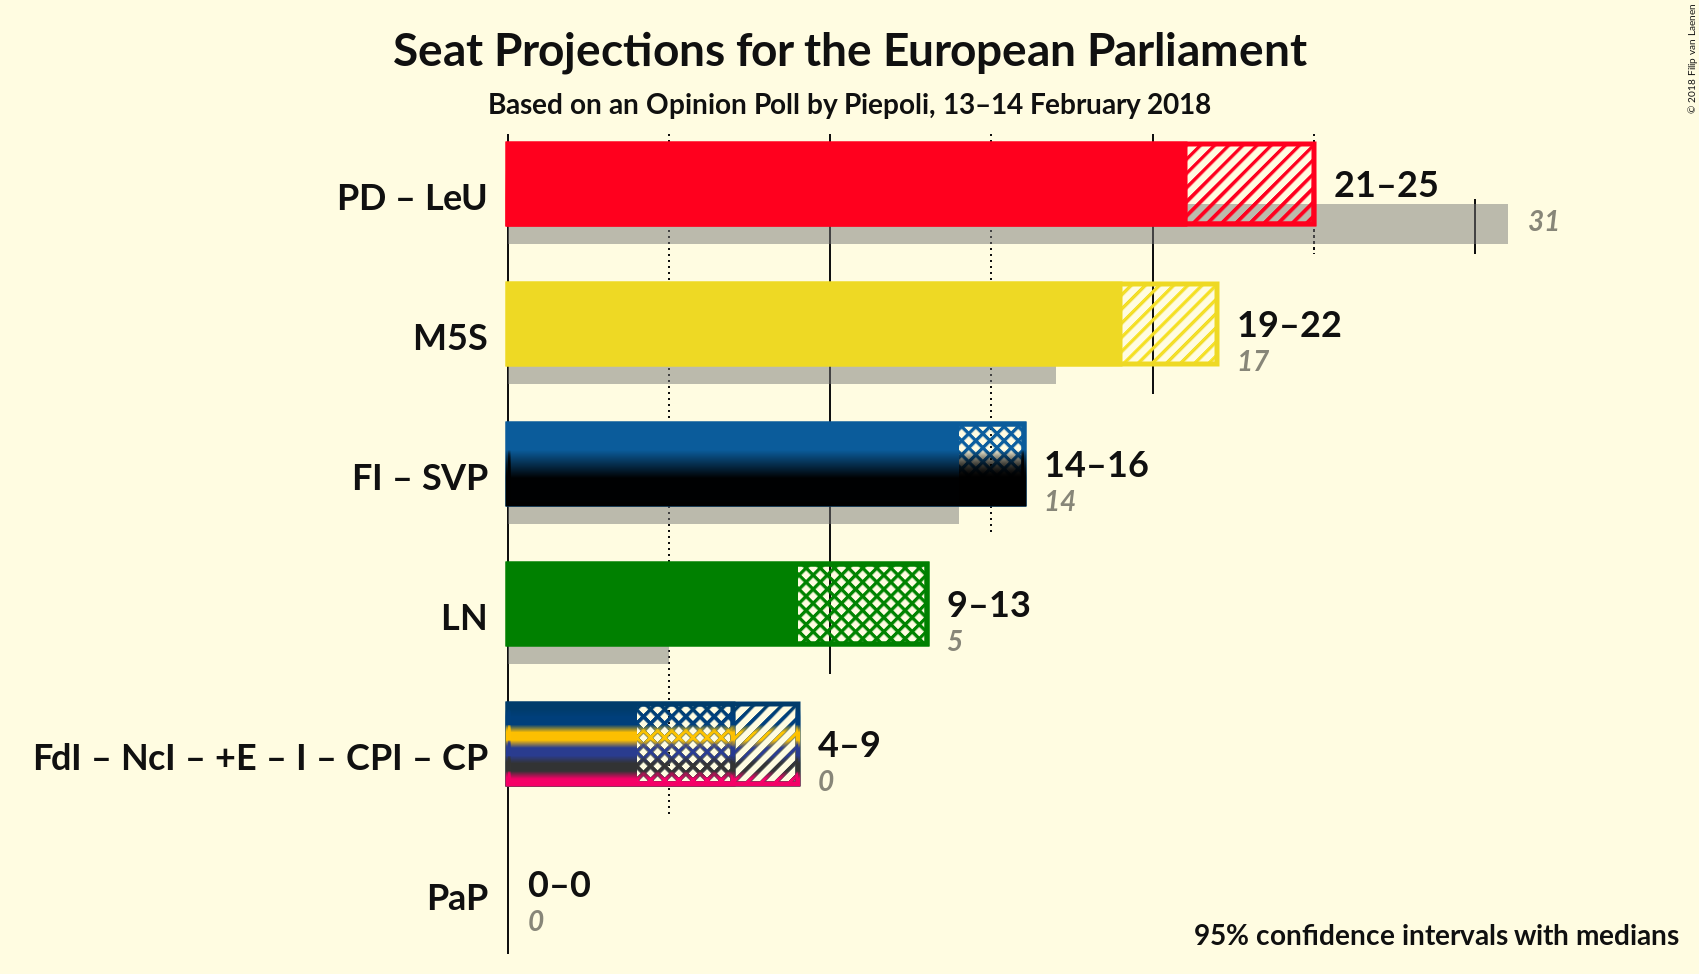 Seat Projections for the European Parliament
Based on an Opinion Poll by Piepoli, 13–14 February 2018
© 2018 Filip van Laenen
PD – LeU
21–25
31
M5S
19–22
17
FI – SVP
14–16
14
LN
9–13
5
FdI – NcI – +E – I – CPI – CP
4–9
0
PaP
0–0
0
95% confidence intervals with medians